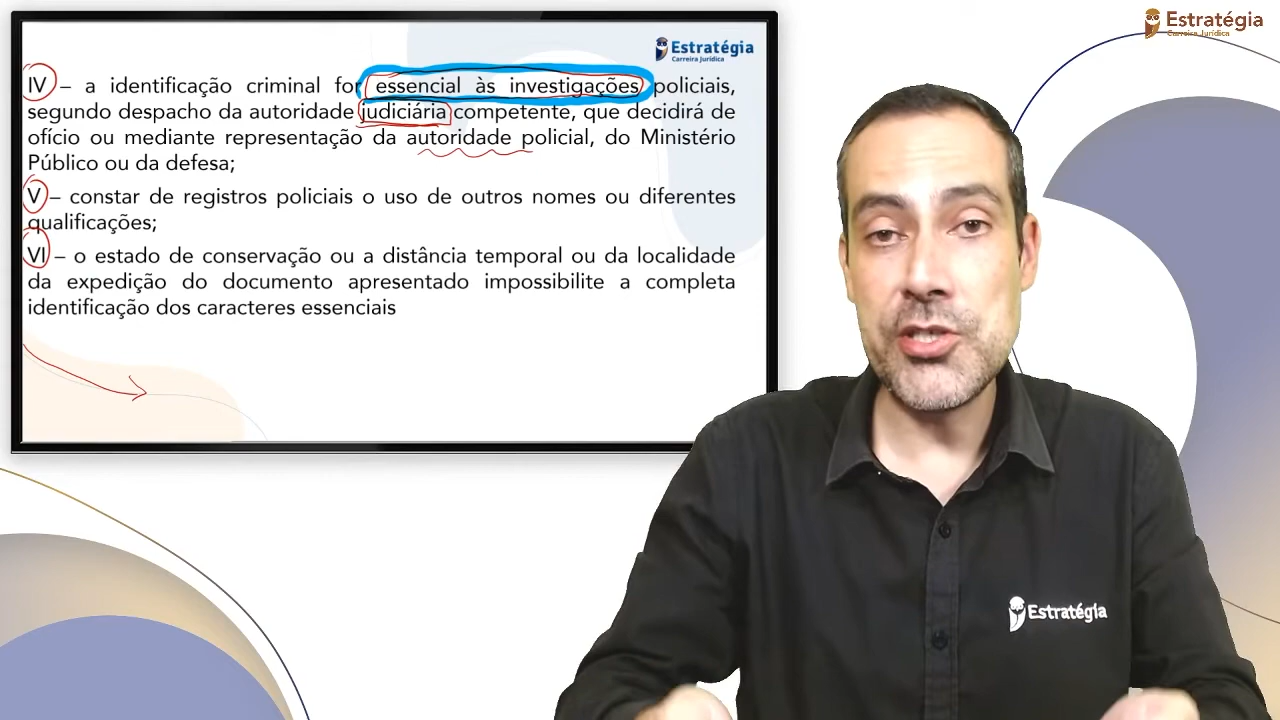 Estratégia
Carreira Jurídica
Estratégia
Carreira Jurídica
IV – a identificação criminal for essencial às investigações policiais,
segundo despacho da autoridade judiciária competente, que decidirá de
ofício ou mediante representação da autoridade policial, do Ministério
Público ou da defesa;
V – constar de registros policiais o uso de outros nomes ou diferentes
qualificações;
VI – o estado de conservação ou a distância temporal ou da localidade
da expedição do documento apresentado impossibilite a completa
identificação dos caracteres essenciais
Estratégia